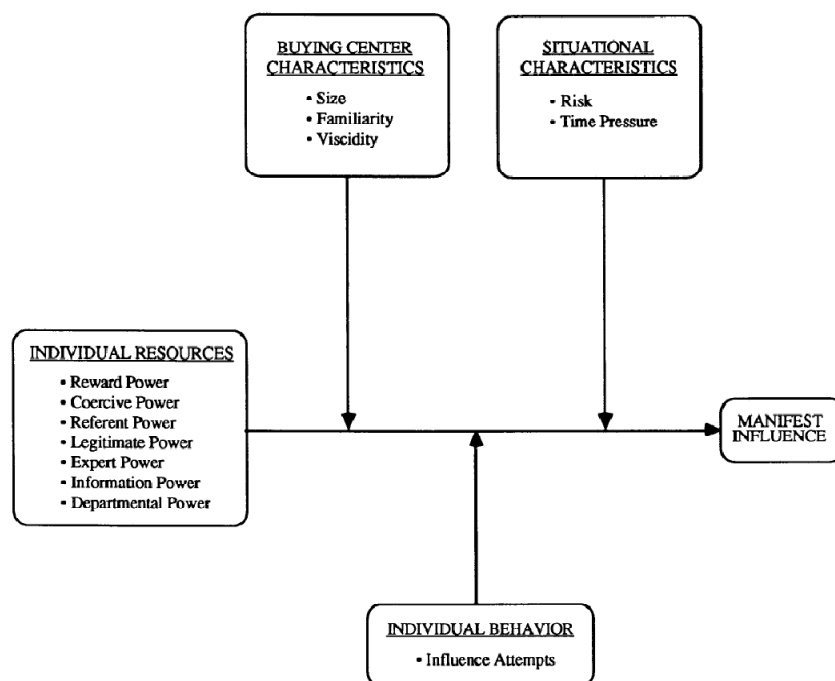 BUYING CENTER
CHARACTERISTICS
• Size
• Familiarity
• Viscidity
SITUATIONAL
CHARACTERISTICS
• Risk
• Time Pressure
INDIVIDUAL RESOURCES
• Reward Power
• Coercive Power
• Referent Power
• Legitimate Power
• Expert Power
• Information Power
• Departmental Power
MANIFEST
INFLUENCE
INDIVIDUAL BEHAVIOR
• Influence Attempts